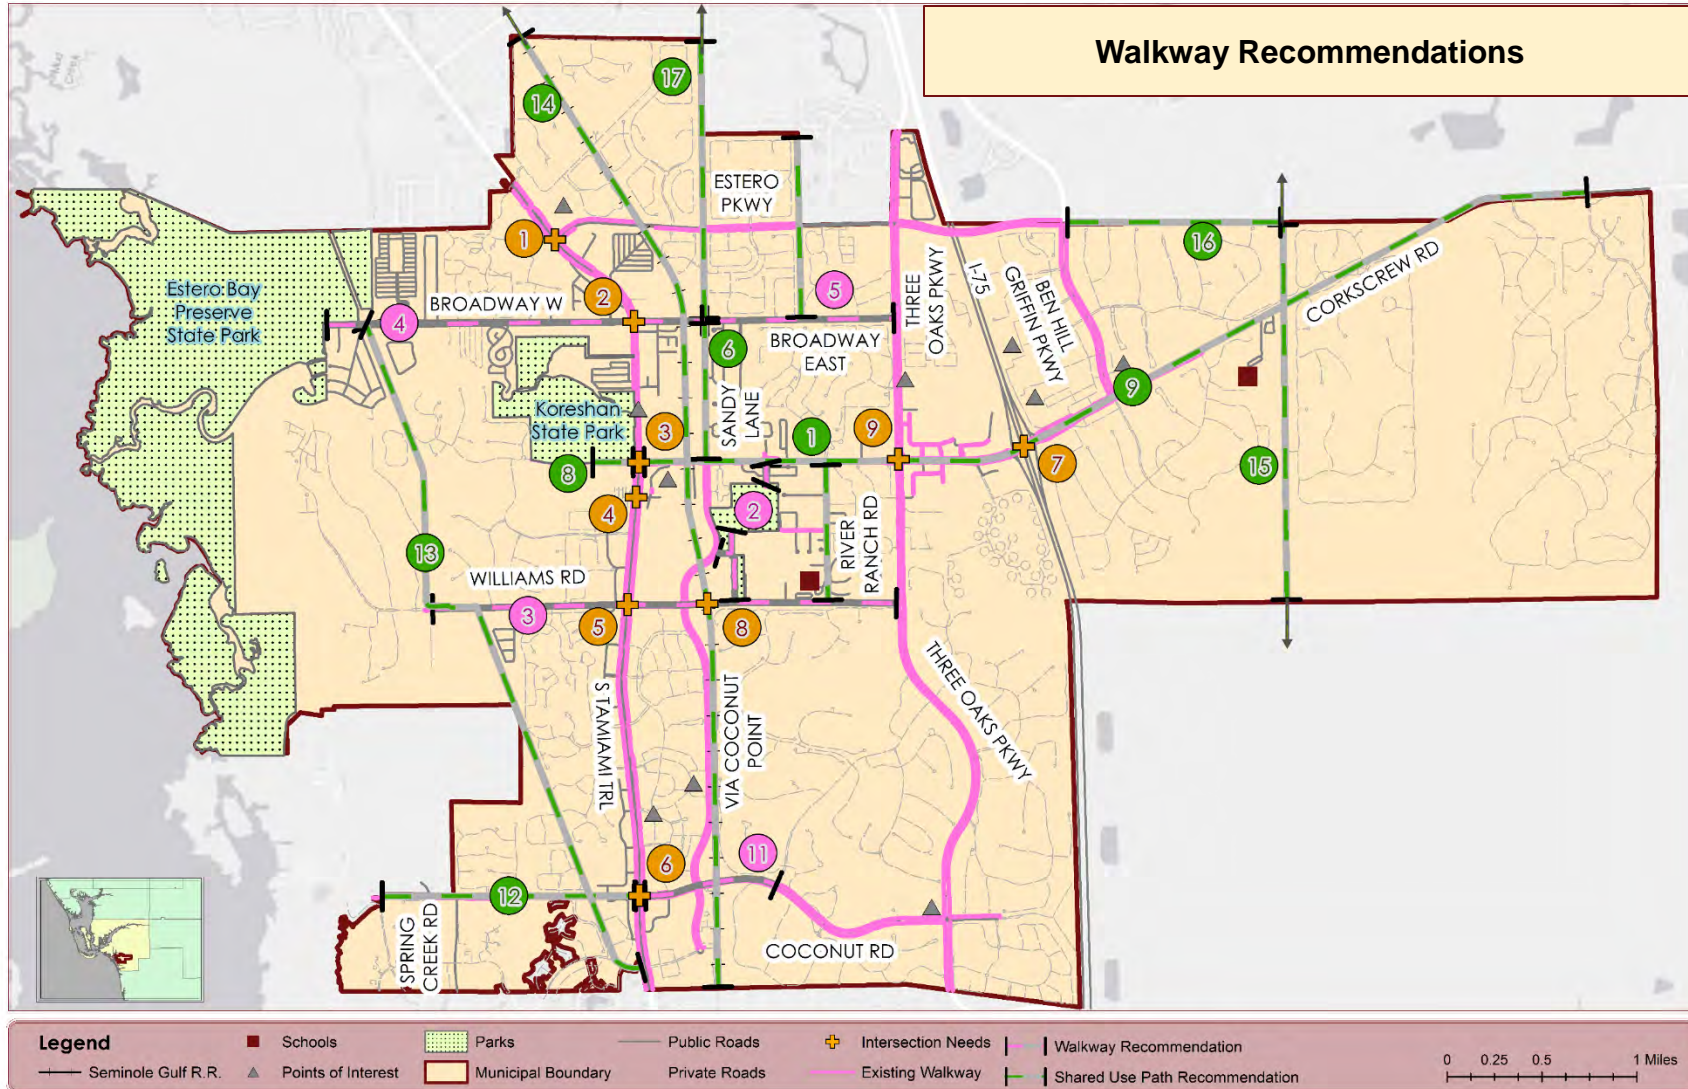 Walkway Recommendations
17
14
ESTERO
PKWY
1
16
Estero Bay
Preserve
State Park
2
BROADWAY W
5
4
THREE
OAKS PKWY
I-75
BEN HILL
GRIFFIN PKWY
CORKSCREW RD
6
BROADWAY
EAST
9
Koreshan
State Park
SANDY
LANE
3
1
9
8
7
15
4
2
RIVER
RANCH RD
13
WILLIAMS RD
3
5
8
S TAMIAMI TRL
VIA COCONUT
POINT
THREE OAKS PKWY
6
11
12
SPRING
CREEK RD
COCONUT RD
Legend
Seminole Gulf R.R.
Schools
Points of Interest
Parks
Municipal Boundary
Public Roads
Private Roads
Intersection Needs
Existing Walkway
Walkway Recommendation
Shared Use Path Recommendation
0 0.25 0.5 1 Miles